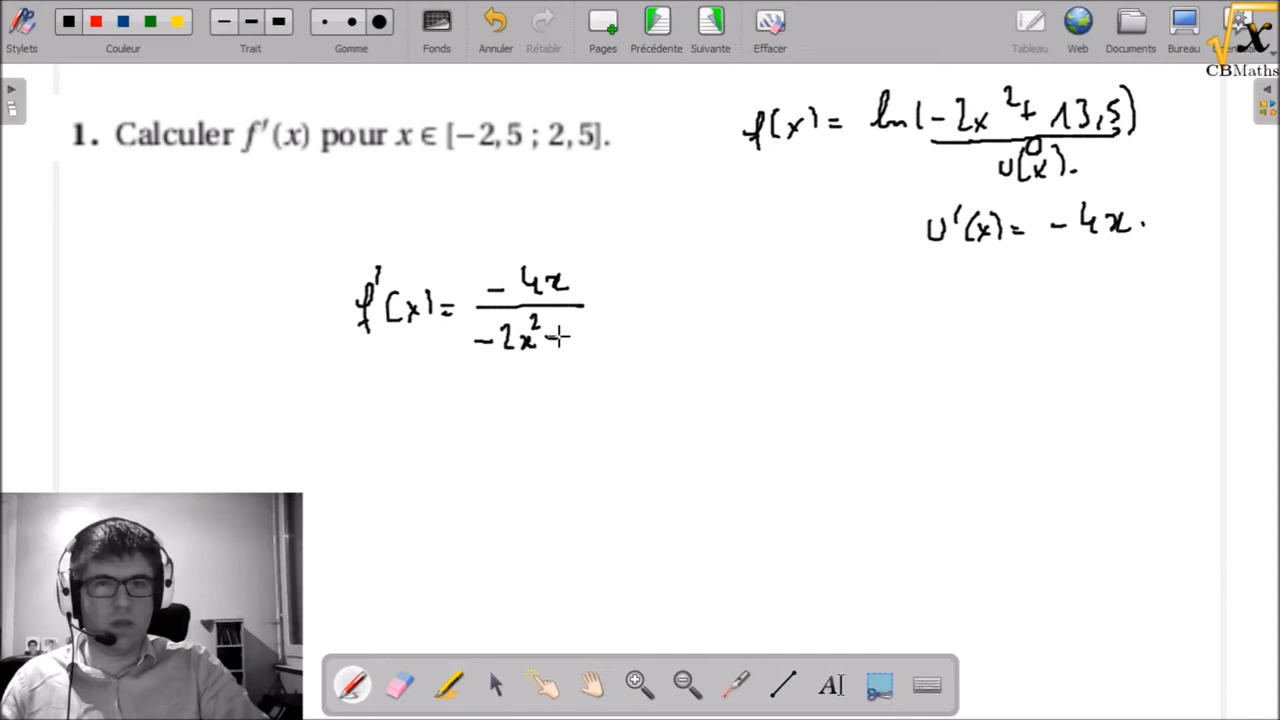 Stylets
Couleur
Trait
Gomme
Fonds
Annuler
Rétablir
Pages
Précédente
Suivante
Effacer
Tableau
Web
Documents
Bureau
CBMaths
1. Calculer f′(x) pour x ∈ [−2,5 ; 2,5].
f(x) = ln(−2x² + 13,5)
u(x).
u'(x) = −4x.
f'(x) = −4x
−2x² +
AI